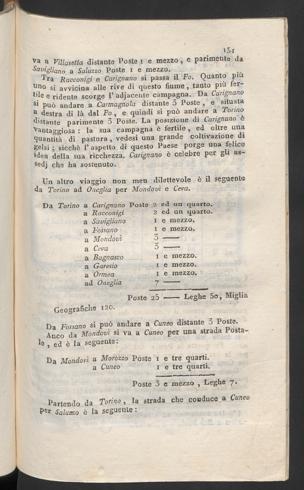 151
va a Villasetta distante Poste 1 e mezzo, e parimente da
Savigliano a Saluzzo Poste 1 e mezzo.
Tra Racconigi e Carignano si passa il Po. Quanto più
uno si avvicina alle rive di questo fiume, tanto più fer-
tile e ridente scorge l'adjacente campagna. Da Carignano
si può andare a Carmagnola distante 3 Poste, e situata
a destra di là dal Po, e quindi si può andare a Torino
distante parimente 3 Poste. La posizione di Carignano è
vantaggiosa: la sua campagna è fertile, ed oltre una
quantità di pastura, vedesi una grande coltivazione di
gelsi; sicchè l'aspetto di questo Paese porge una felice
idea della sua ricchezza. Carignano è celebre per gli as-
sedj che ha sostenuto.
Un altro viaggio non men dilettevole è il seguente
da Torino ad Oneglia per Mondovì e Ceva.
Da Torino a Carignano Poste 2 ed un quarto.
a Racconigi 2 ed un quarto.
a Savigliano 1 e mezzo.
a Fossano 1 e mezzo.
a Mondovì 3 —
a Ceva 3 —
a Bagnasco 1 e mezzo.
a Garesio 1 e mezzo.
a Ormea 1 e mezzo.
ad Oneglia 7 —
Poste 25 — Leghe 50, Miglia
Geografiche 120.
Da Fossano si può andare a Cuneo distante 3 Poste.
Anco da Mondovì si va a Cuneo per una strada Posta-
le, ed è la seguente:
Da Mondovì a Morozzo Poste 1 e tre quarti.
a Cuneo 1 e tre quarti.
Poste 3 e mezzo, Leghe 7.
Partendo da Torino, la strada che conduce a Cuneo
per Saluzzo è la seguente: